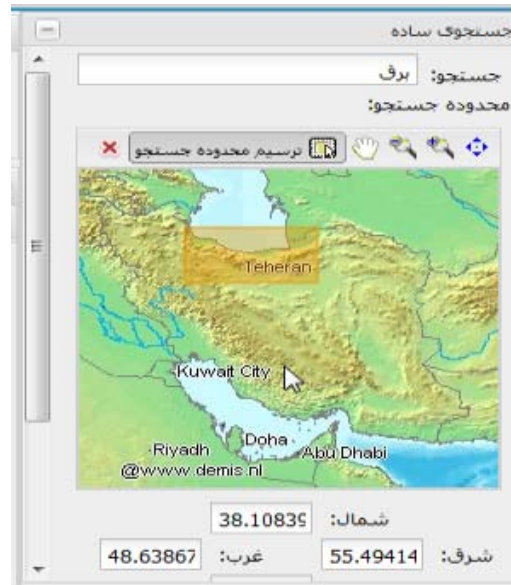 جستجوی ساده
جستجو: برق
محدوده جستجو:
ترسیم محدوده جستجو
Teheran
Kuwait City
Doha
Riyadh
Abu Dhabi
@www.demis.nl
شمال: 38.10839
شرق: 55.49414 غرب: 48.63867